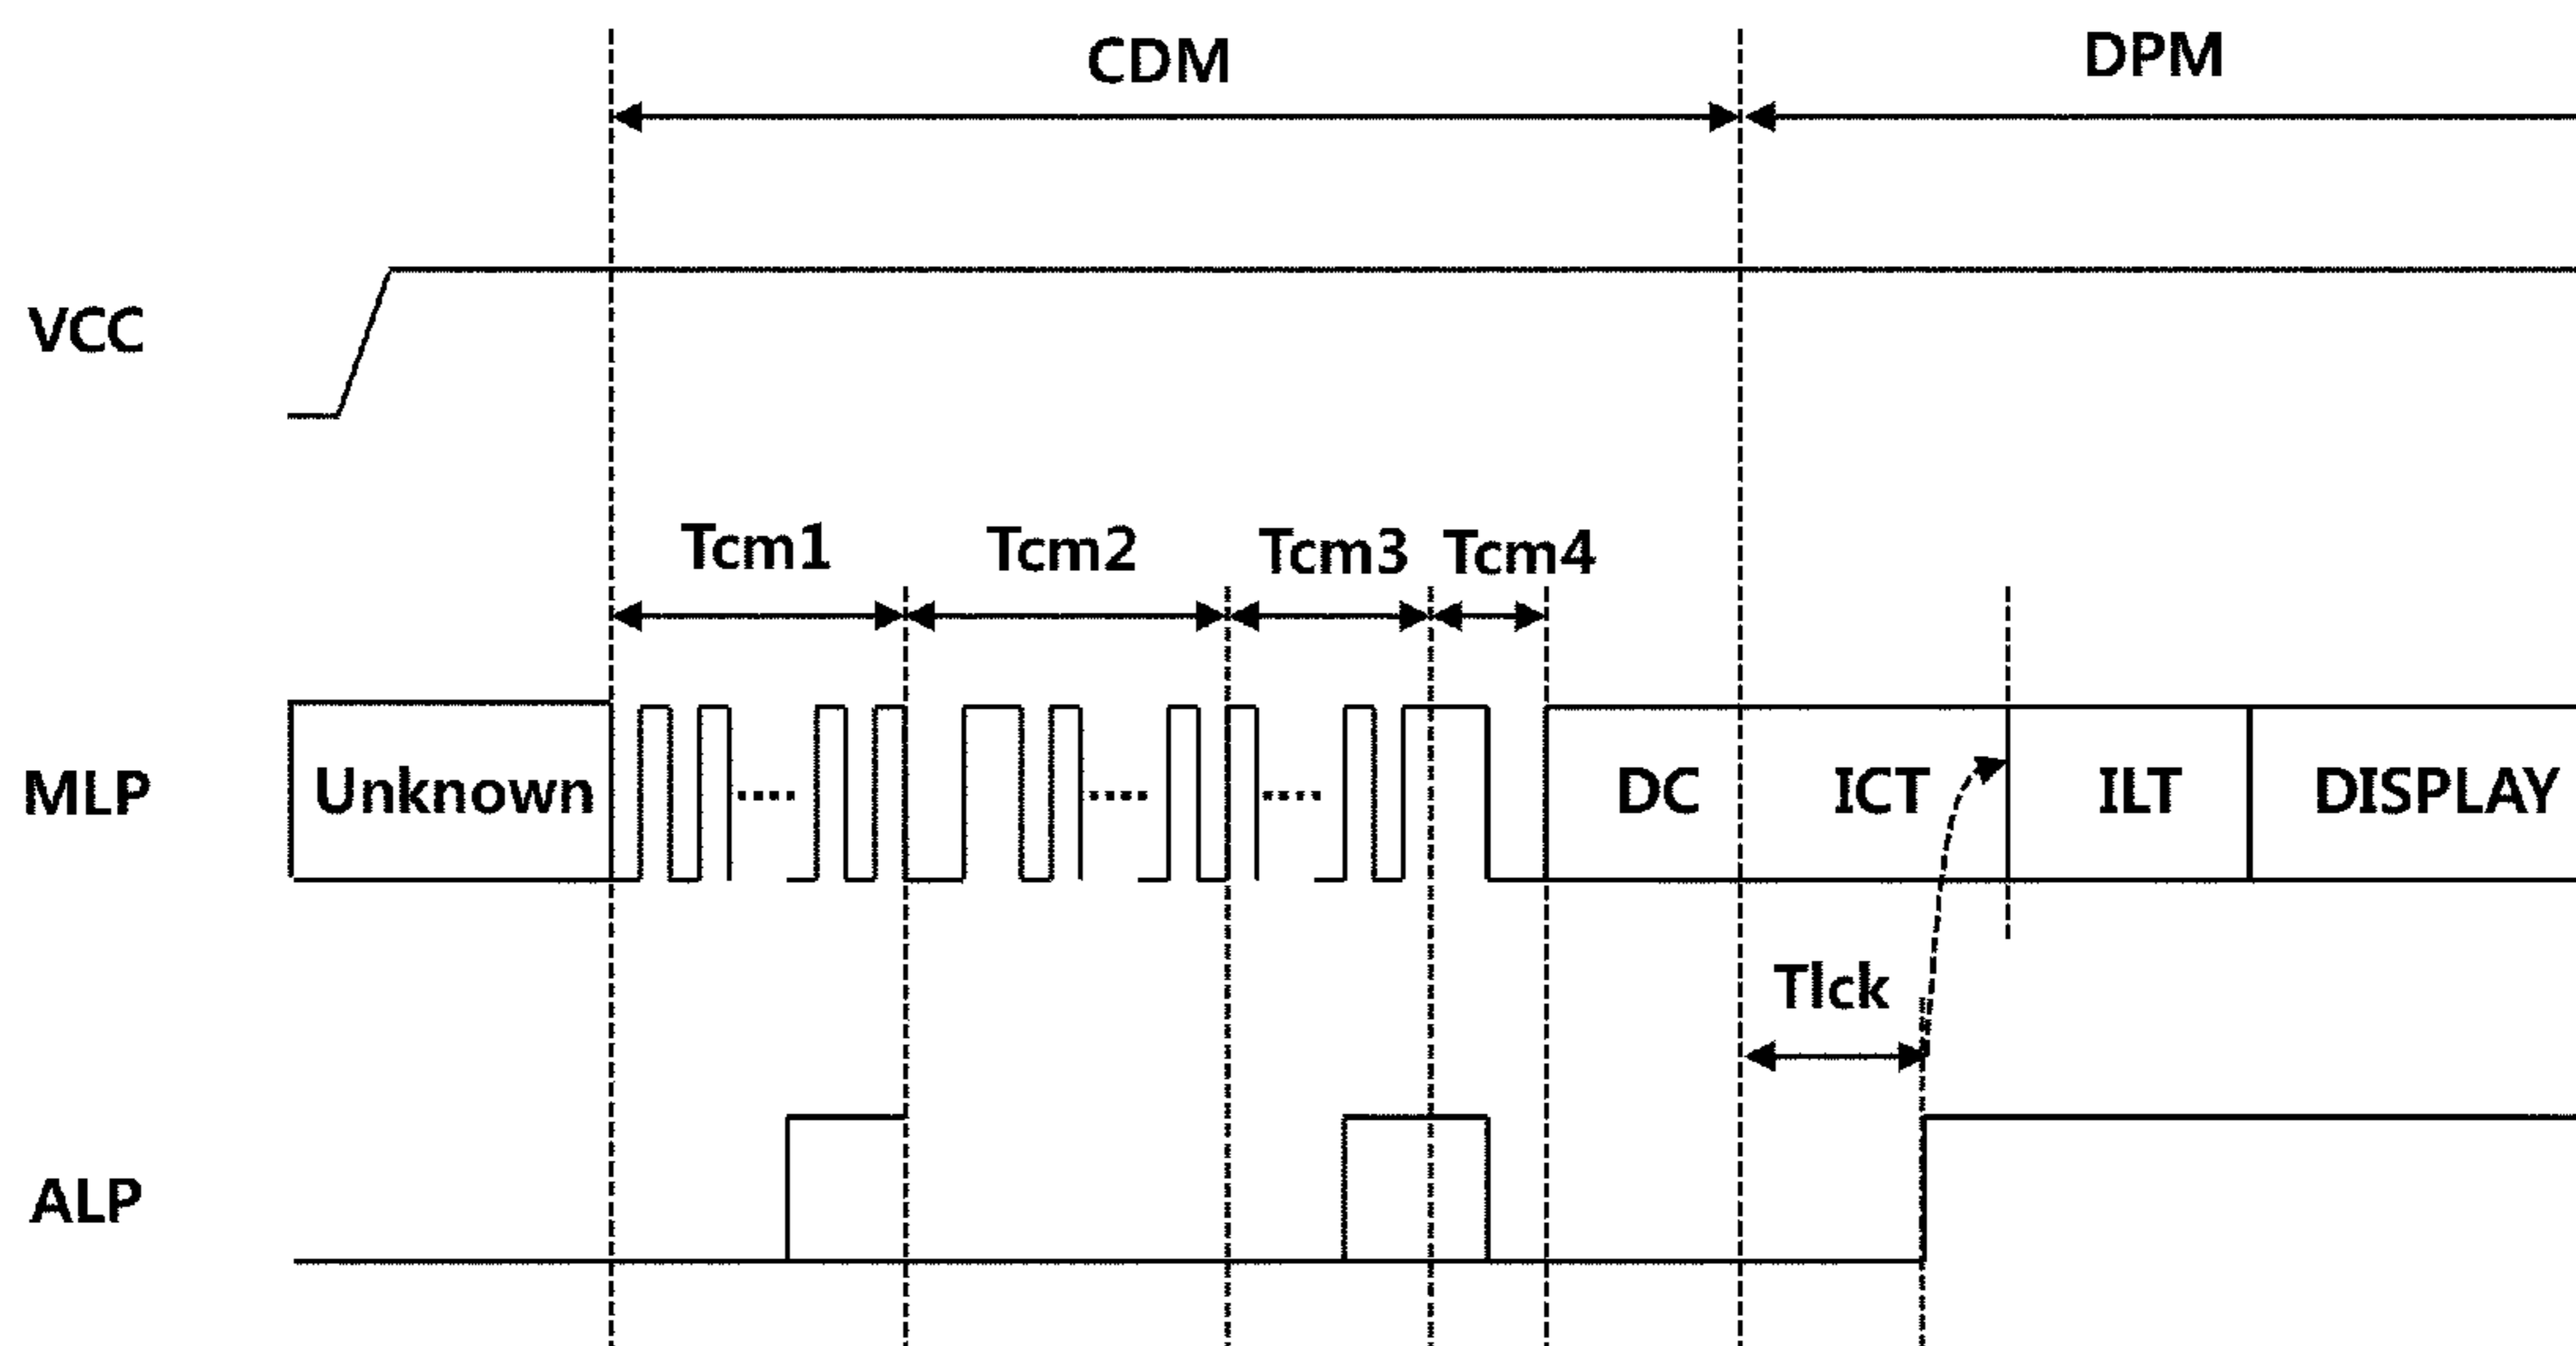 CDM DPM
VCC
Tcm1 Tcm2 Tcm3 Tcm4
MLP Unknown .... .... .... DC ICT ILT DISPLAY
Tlck
ALP